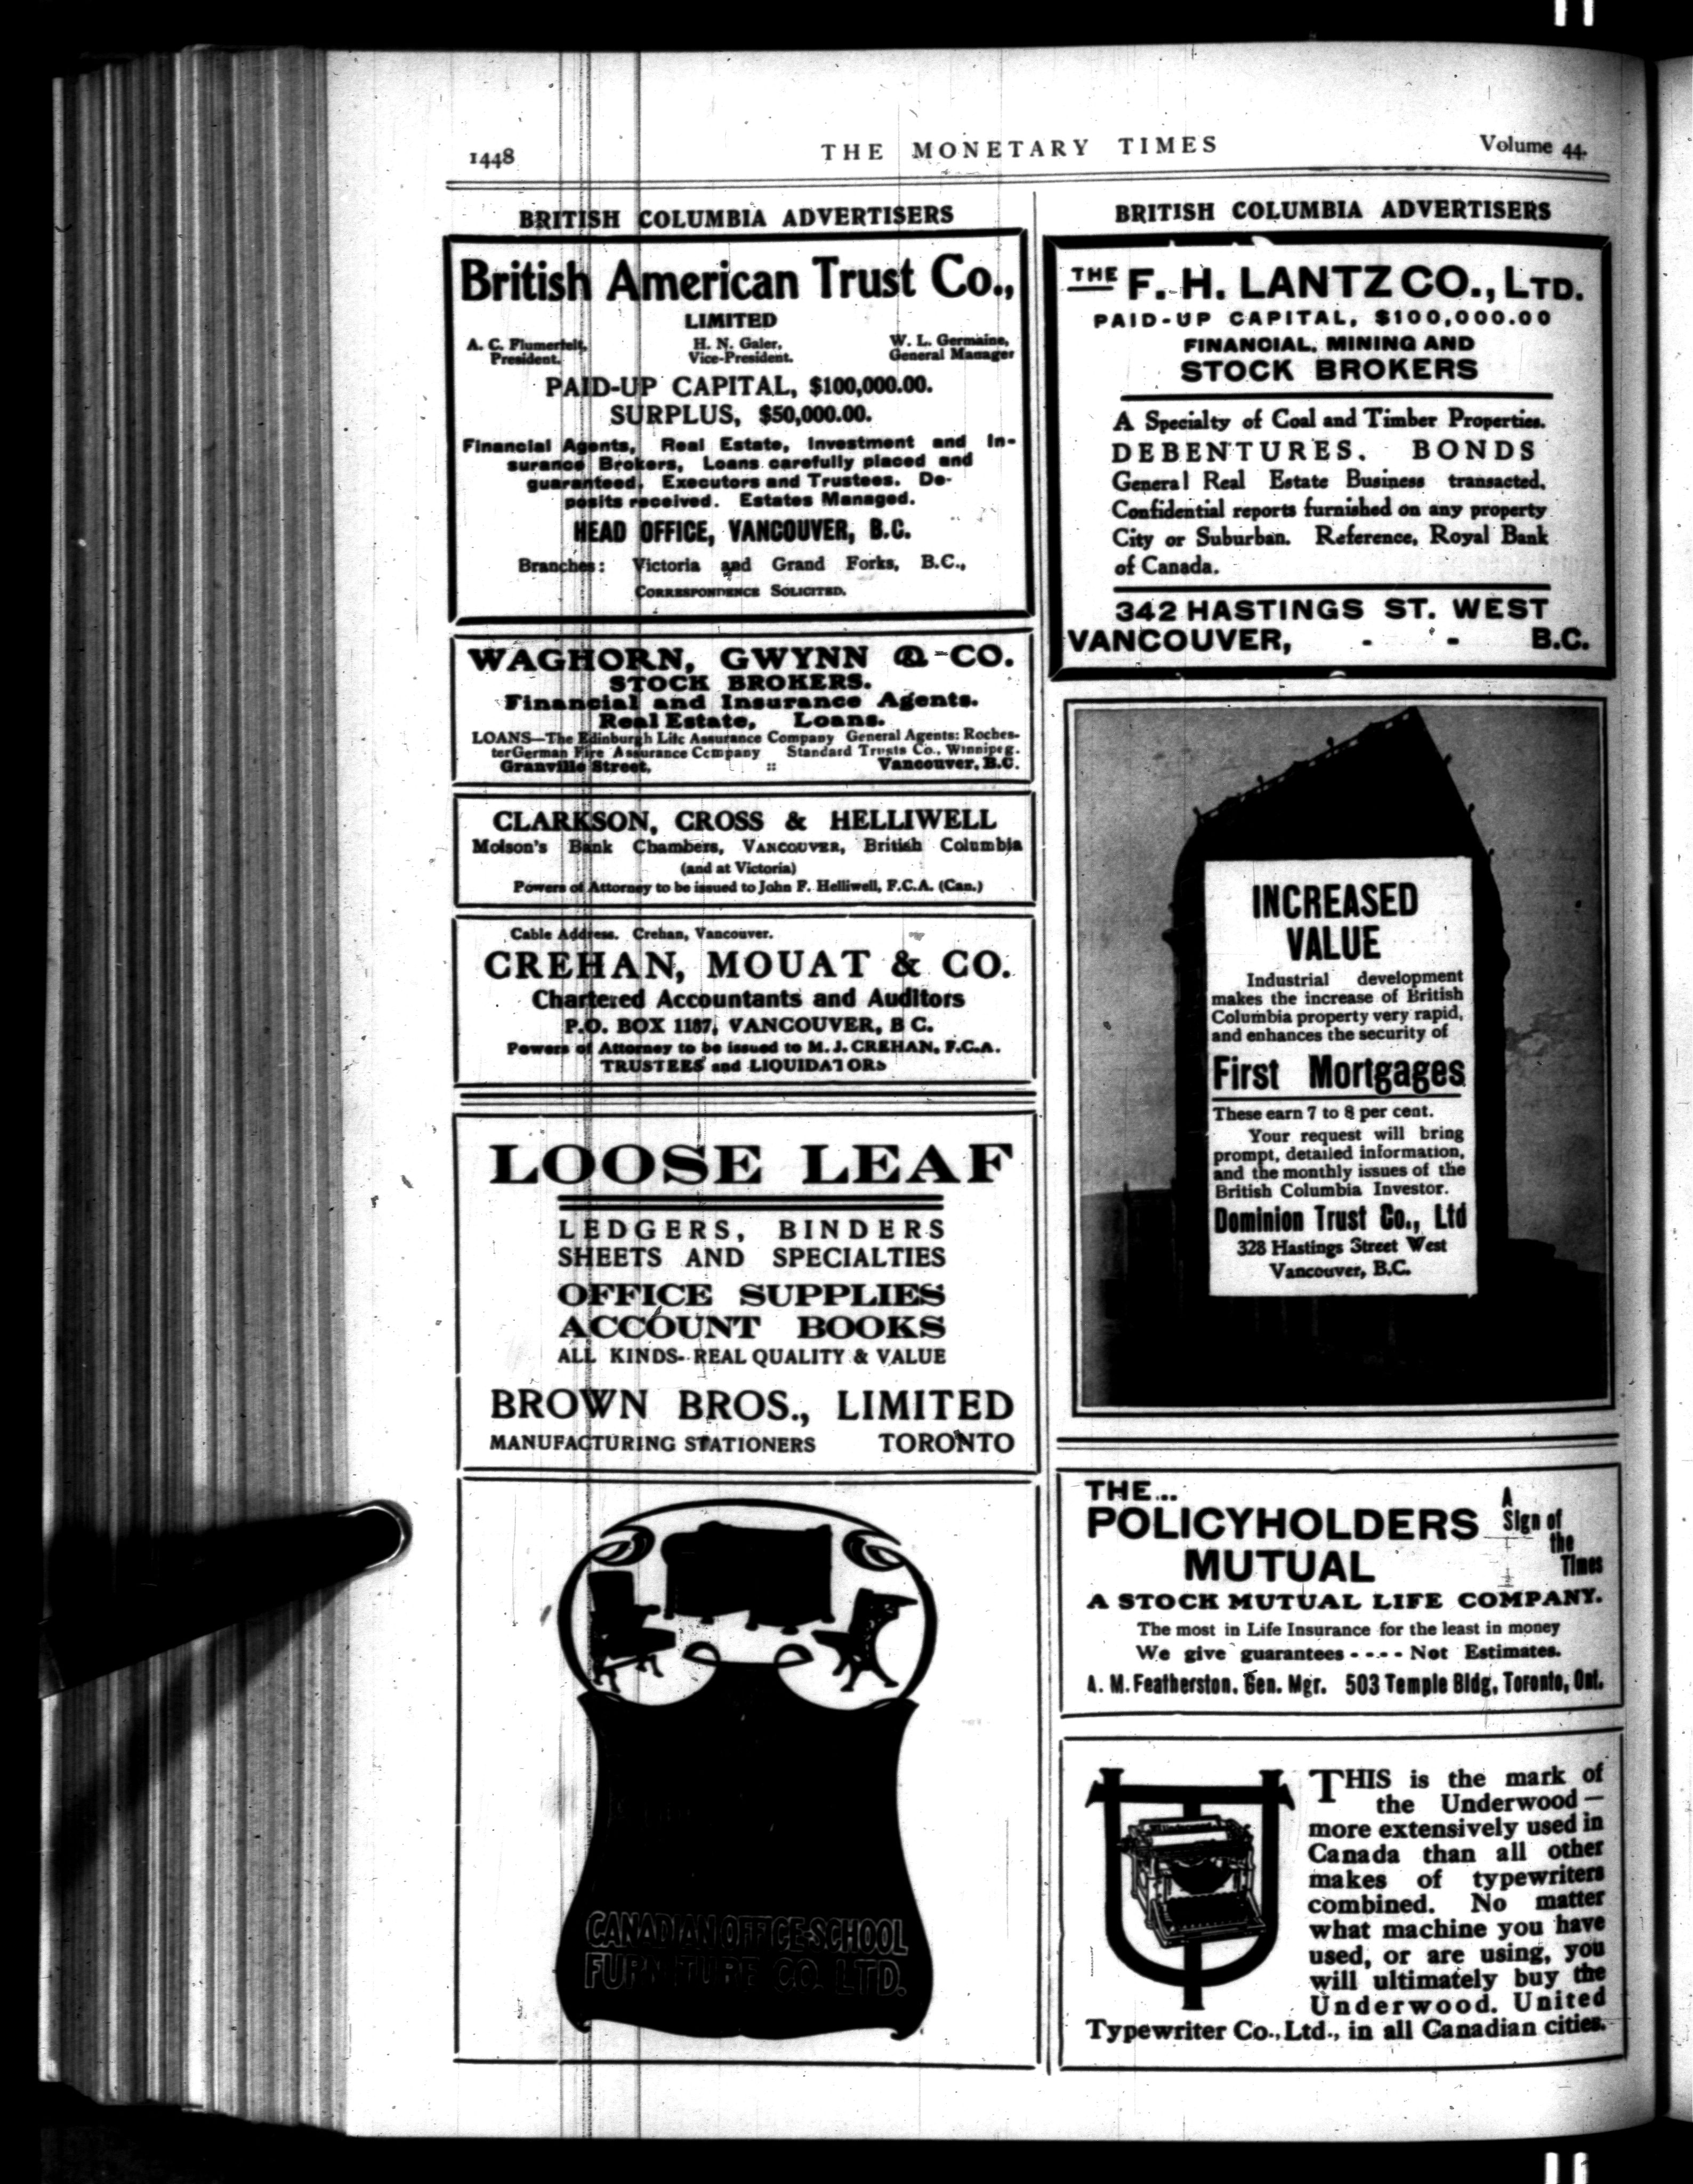 1448
THE MONETARY TIMES
Volume 44.
BRITISH COLUMBIA ADVERTISERS
British American Trust Co.,
LIMITED
A. C. Flumerfelt, H. N. Galer, W. L. Germaine,
President. Vice-President. General Manager
PAID-UP CAPITAL, $100,000.00.
SURPLUS, $50,000.00.
Financial Agents, Real Estate, Investment and In-
surance Brokers, Loans carefully placed and
guaranteed. Executors and Trustees. De-
posits received. Estates Managed.
HEAD OFFICE, VANCOUVER, B.C.
Branches: Victoria and Grand Forks, B.C.,
CORRESPONDENCE SOLICITED.
WAGHORN, GWYNN & CO.
STOCK BROKERS.
Financial and Insurance Agents.
Real Estate, Loans.
LOANS—The Edinburgh Life Assurance Company General Agents: Roches-
terGerman Fire Assurance Company Standard Trusts Co., Winnipeg.
Granville Street, :: Vancouver, B.C.
CLARKSON, CROSS & HELLIWELL
Molson's Bank Chambers, VANCOUVER, British Columbia
(and at Victoria)
Powers of Attorney to be issued to John F. Helliwell, F.C.A. (Can.)
Cable Address. Crehan, Vancouver.
CREHAN, MOUAT & CO.
Chartered Accountants and Auditors
P.O. BOX 1187, VANCOUVER, B C.
Powers of Attorney to be issued to M. J. CREHAN, F.C.A.
TRUSTEES and LIQUIDATORS
LOOSE LEAF
LEDGERS, BINDERS
SHEETS AND SPECIALTIES
OFFICE SUPPLIES
ACCOUNT BOOKS
ALL KINDS--REAL QUALITY & VALUE
BROWN BROS., LIMITED
MANUFACTURING STATIONERS TORONTO
CANADIAN OFFICE-SCHOOL
FURNITURE CO. LTD.
BRITISH COLUMBIA ADVERTISERS
THE F. H. LANTZ CO., LTD.
PAID-UP CAPITAL, $100,000.00
FINANCIAL, MINING AND
STOCK BROKERS
A Specialty of Coal and Timber Properties.
DEBENTURES. BONDS
General Real Estate Business transacted.
Confidential reports furnished on any property
City or Suburban. Reference, Royal Bank
of Canada.
342 HASTINGS ST. WEST
VANCOUVER, - - B.C.
INCREASED
VALUE
Industrial development
makes the increase of British
Columbia property very rapid,
and enhances the security of
First Mortgages
These earn 7 to 8 per cent.
Your request will bring
prompt, detailed information,
and the monthly issues of the
British Columbia Investor.
Dominion Trust Co., Ltd
328 Hastings Street West
Vancouver, B.C.
THE...
POLICYHOLDERS
MUTUAL
A
Sign of
the
Times
A STOCK MUTUAL LIFE COMPANY.
The most in Life Insurance for the least in money
We give guarantees - - - - Not Estimates.
A. M. Featherston. Gen. Mgr. 503 Temple Bldg, Toronto, Ont.
THIS is the mark of
the Underwood—
more extensively used in
Canada than all other
makes of typewriters
combined. No matter
what machine you have
used, or are using, you
will ultimately buy the
Underwood. United
Typewriter Co., Ltd., in all Canadian cities.